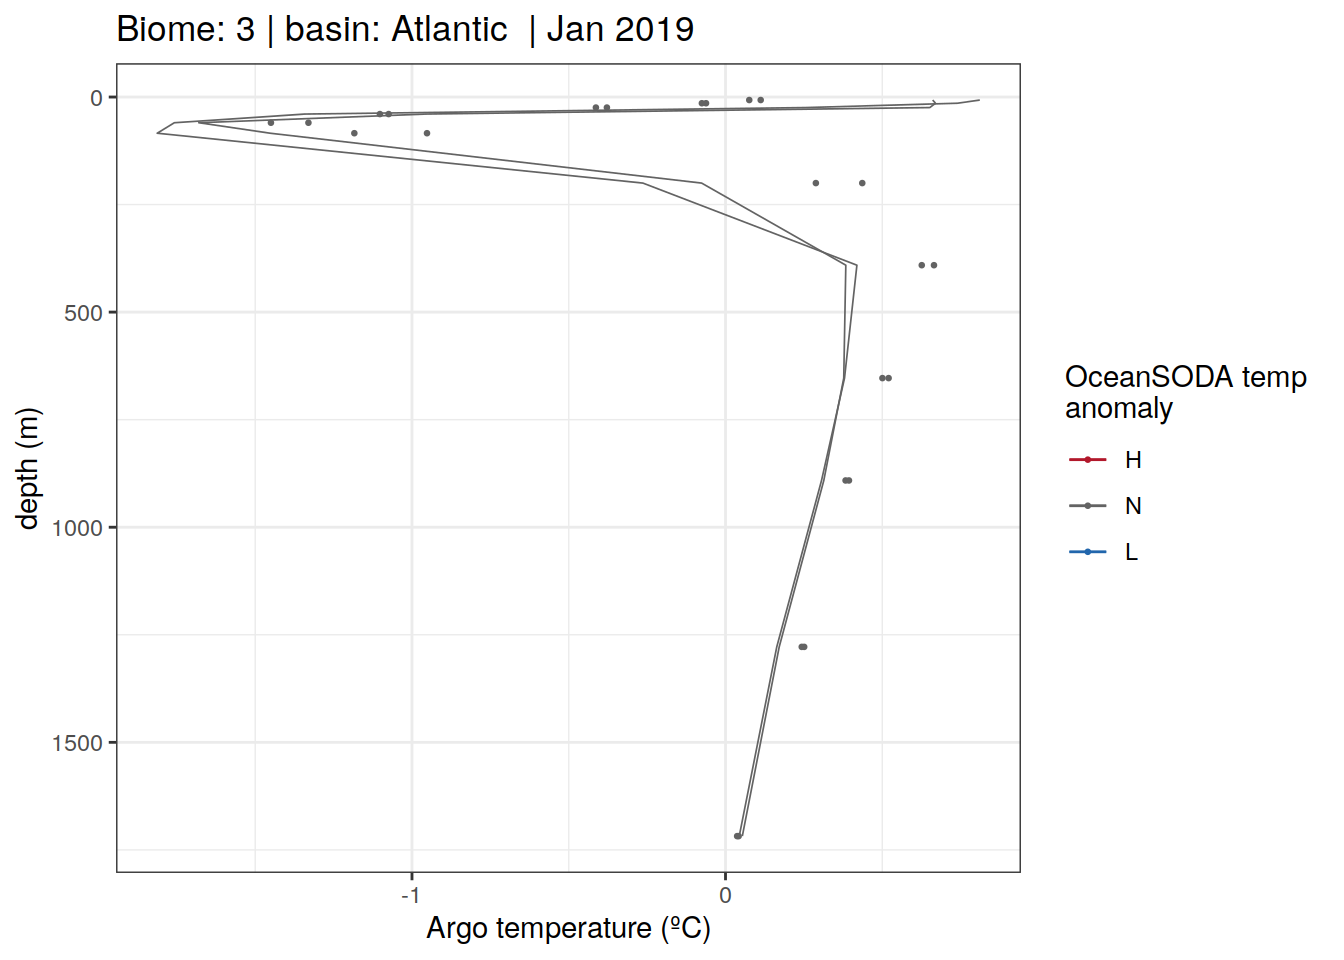 Biome: 3 | basin: Atlantic  | Jan 2019
0
500
1000
1500
depth (m)
-1
0
Argo temperature (ºC)
OceanSODA temp
anomaly
H
N
L